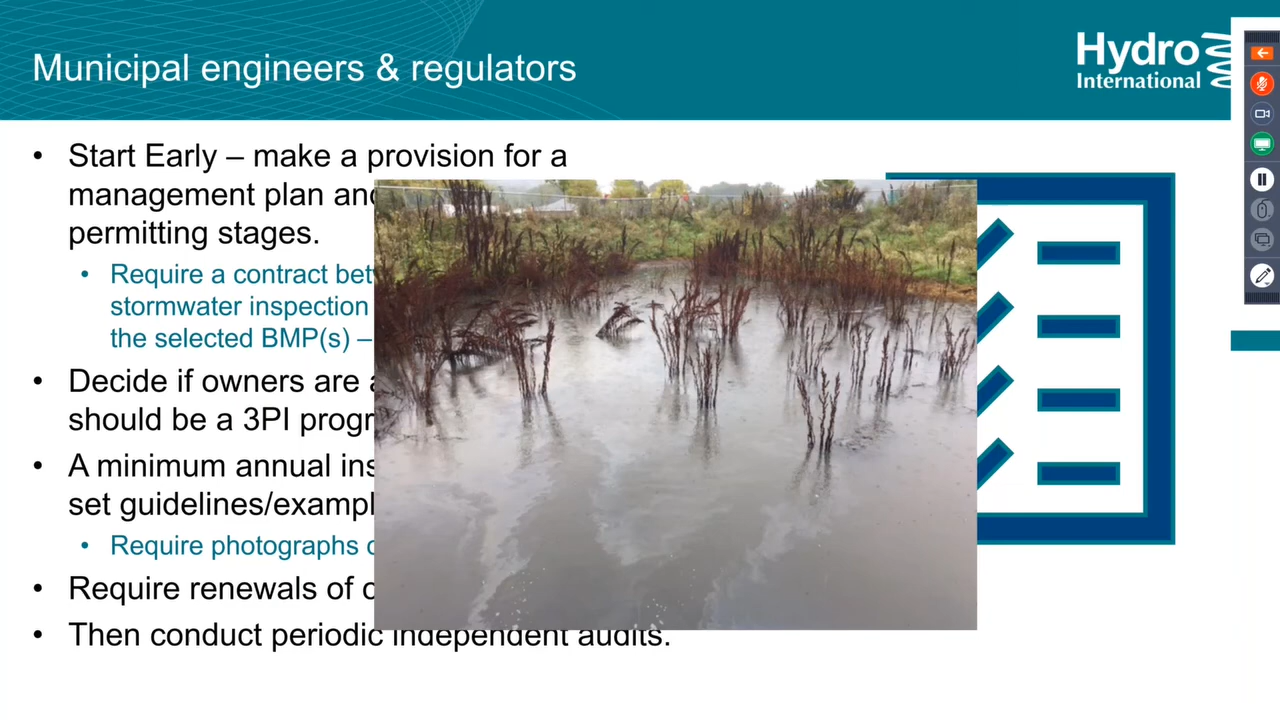 Municipal engineers & regulators
Hydro
International
• Start Early – make a provision for a
management plan and
permitting stages.
• Require a contract bet
stormwater inspection
the selected BMP(s) –
• Decide if owners are a
should be a 3PI progr
• A minimum annual ins
set guidelines/exampl
• Require photographs
• Require renewals of
• Then conduct periodic independent audits.